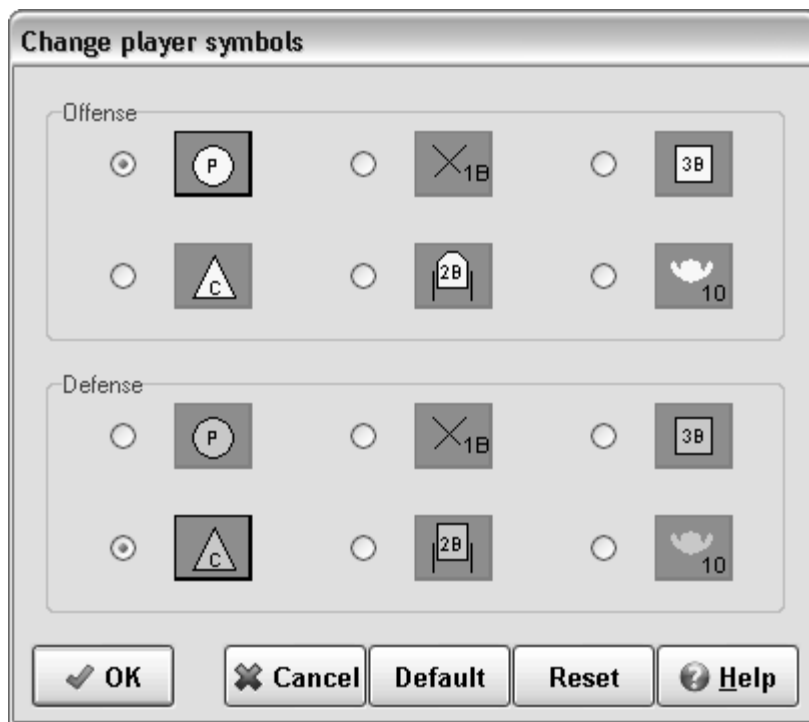 Change player symbols
Offense
P 1B 3B
C 2B 10
Defense
P 1B 3B
C 2B 10
OK Cancel Default Reset Help